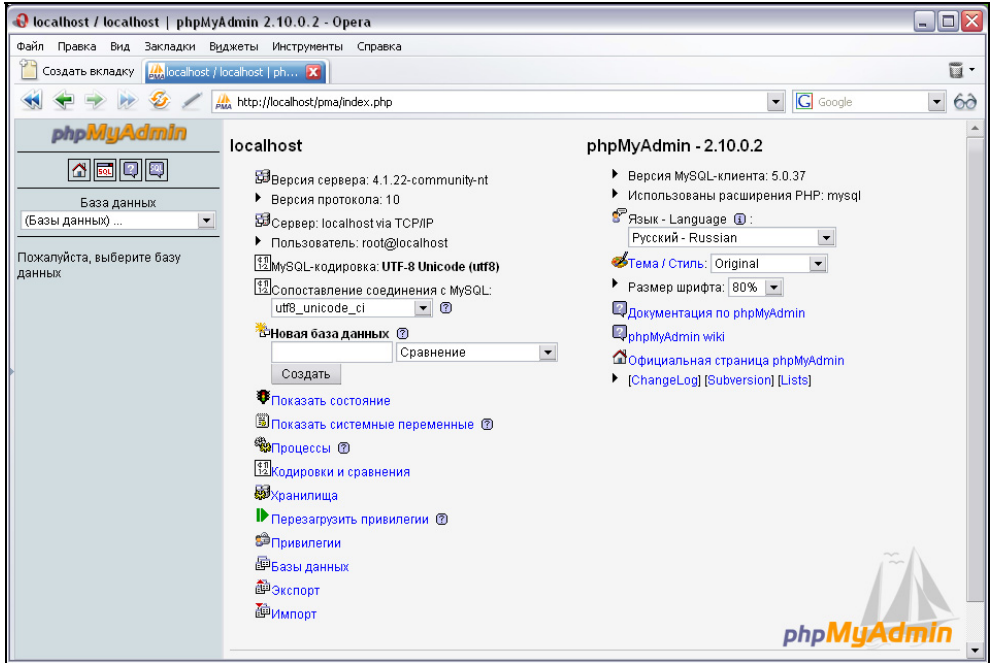 localhost / localhost | phpMyAdmin 2.10.0.2 - Opera
Файл Правка Вид Закладки Виджеты Инструменты Справка
Создать вкладку localhost / localhost | ph...
http://localhost/pma/index.php
Google
phpMyAdmin
SQL
База данных
(Базы данных) ...
Пожалуйста, выберите базу
данных
localhost
Версия сервера: 4.1.22-community-nt
Версия протокола: 10
Сервер: localhost via TCP/IP
Пользователь: root@localhost
MySQL-кодировка: UTF-8 Unicode (utf8)
Сопоставление соединения с MySQL:
utf8_unicode_ci
Новая база данных
Сравнение
Создать
Показать состояние
Показать системные переменные
Процессы
Кодировки и сравнения
Хранилища
Перезагрузить привилегии
Привилегии
Базы данных
Экспорт
Импорт
phpMyAdmin - 2.10.0.2
Версия MySQL-клиента: 5.0.37
Использованы расширения PHP: mysql
Язык - Language :
Русский - Russian
Тема / Стиль: Original
Размер шрифта: 80%
Документация по phpMyAdmin
phpMyAdmin wiki
Официальная страница phpMyAdmin
[ChangeLog] [Subversion] [Lists]
phpMyAdmin